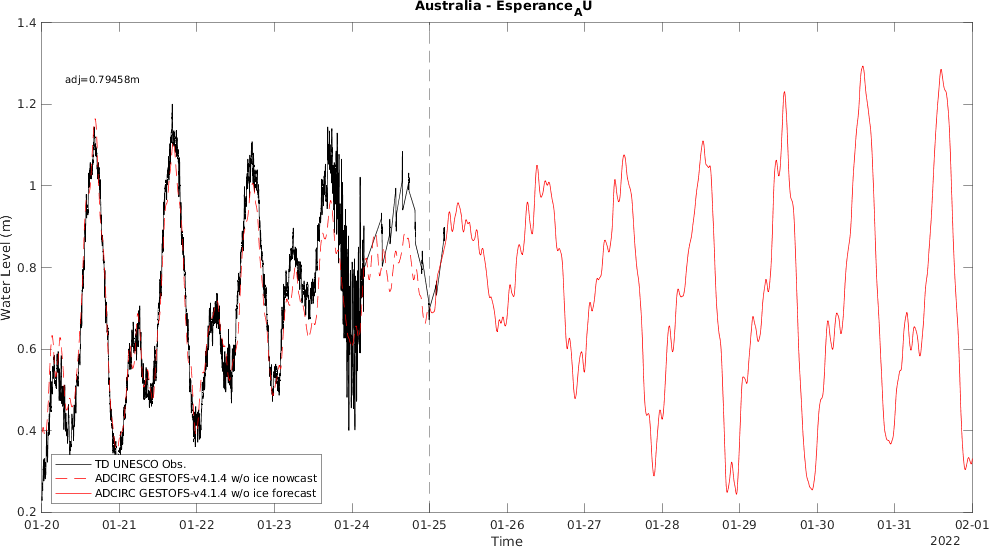 Australia - Esperance_AU
adj=0.79458m
Water Level (m)
1.4
1.2
1
0.8
0.6
0.4
0.2
TD UNESCO Obs.
ADCIRC GESTOFS-v4.1.4 w/o ice nowcast
ADCIRC GESTOFS-v4.1.4 w/o ice forecast
01-20 01-21 01-22 01-23 01-24 01-25 01-26 01-27 01-28 01-29 01-30 01-31 02-01
Time
2022